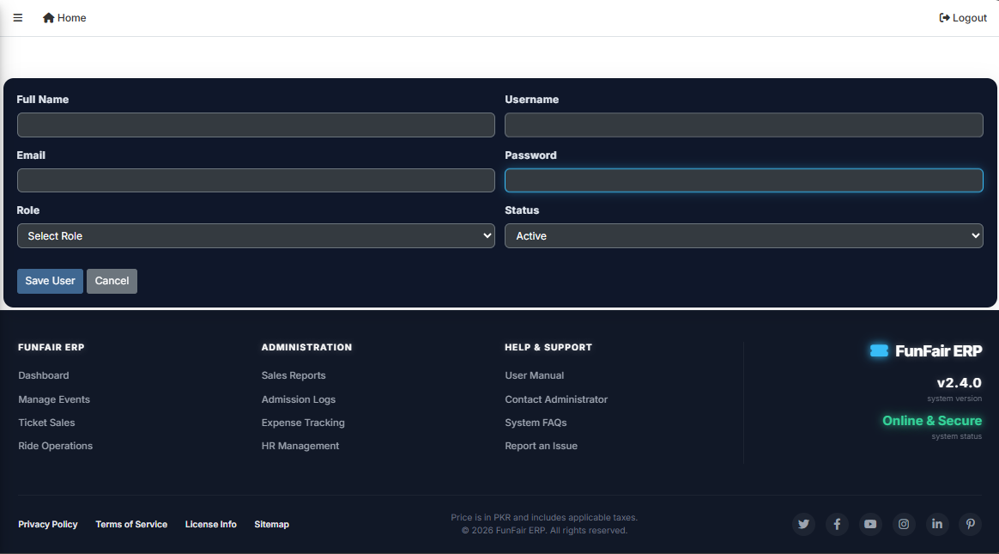 Home
Logout
Full Name
Username
Email
Password
Role
Status
Select Role
Active
Save User
Cancel
FUNFAIR ERP
Dashboard
Manage Events
Ticket Sales
Ride Operations
ADMINISTRATION
Sales Reports
Admission Logs
Expense Tracking
HR Management
HELP & SUPPORT
User Manual
Contact Administrator
System FAQs
Report an Issue
FunFair ERP
v2.4.0
system version
Online & Secure
system status
Privacy Policy
Terms of Service
License Info
Sitemap
Price is in PKR and includes applicable taxes.
© 2026 FunFair ERP. All rights reserved.